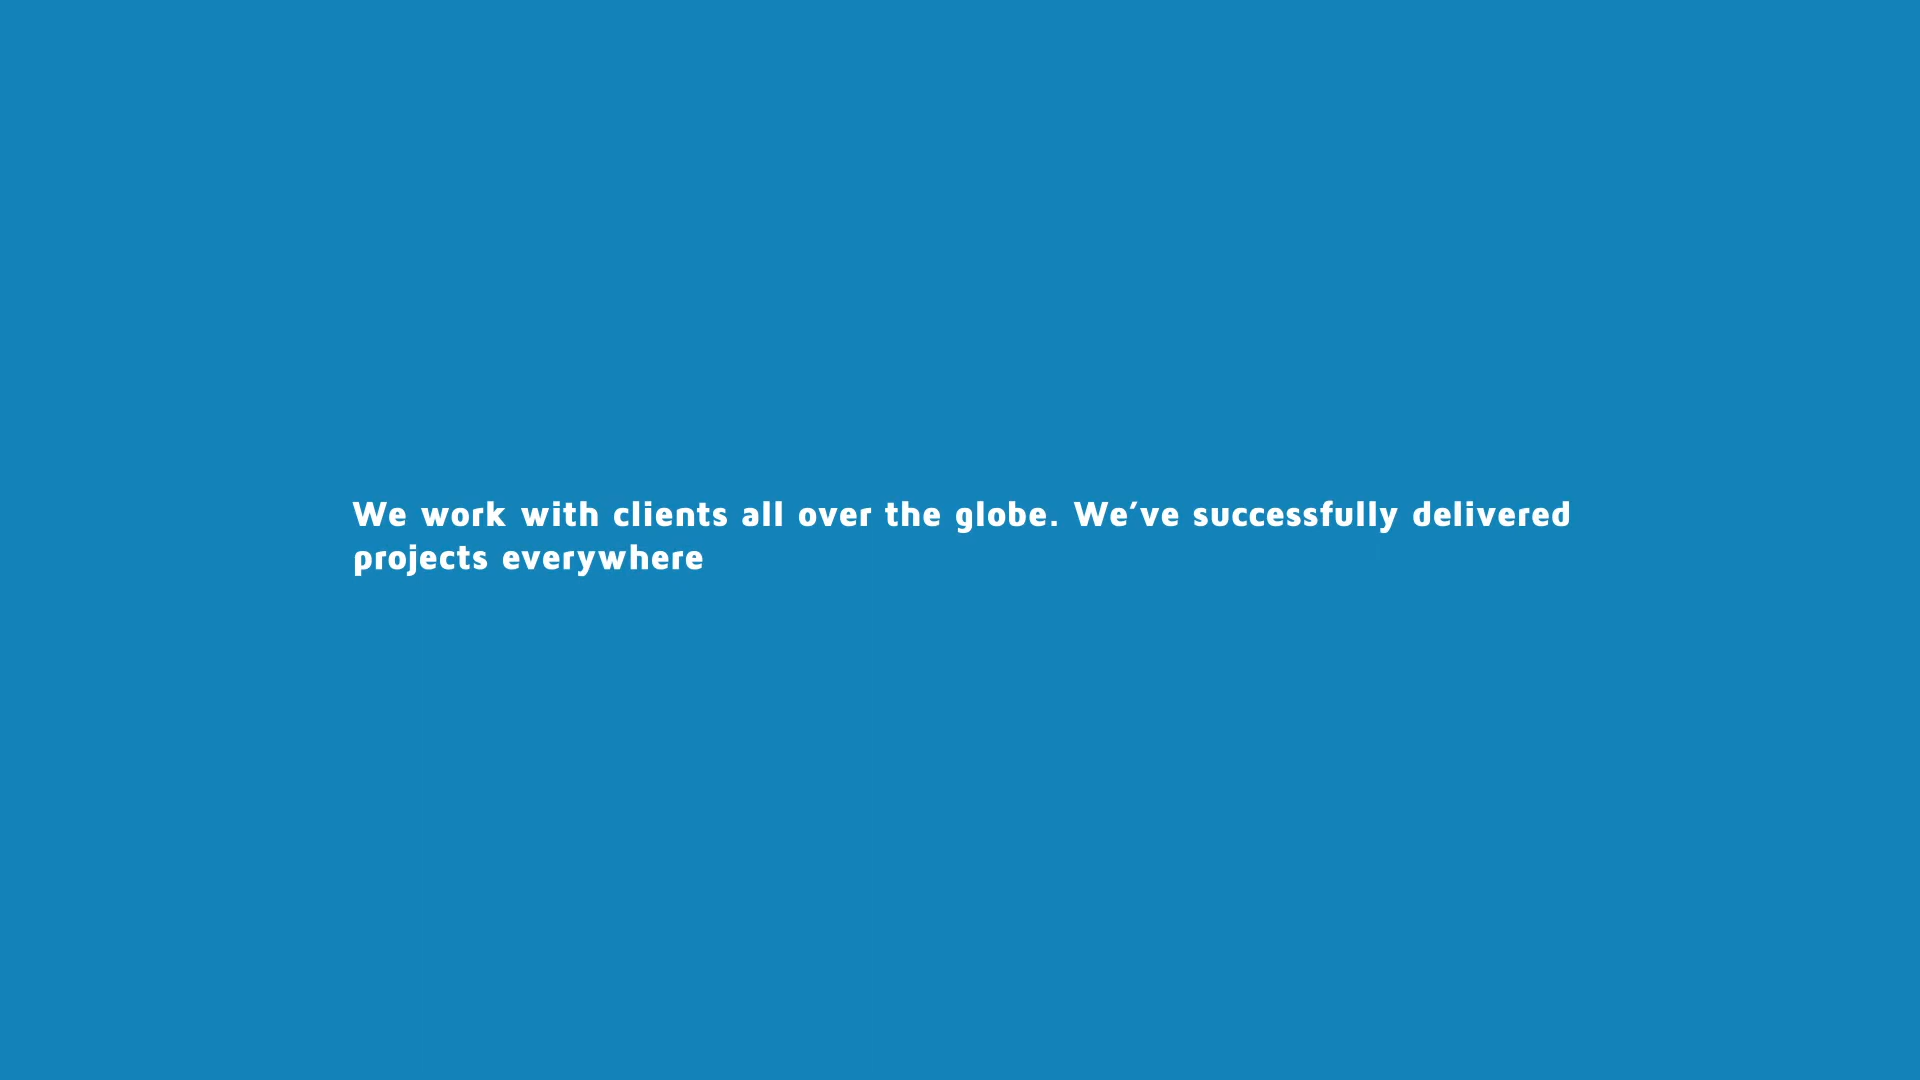 We work with clients all over the globe. We've successfully delivered
projects everywhere